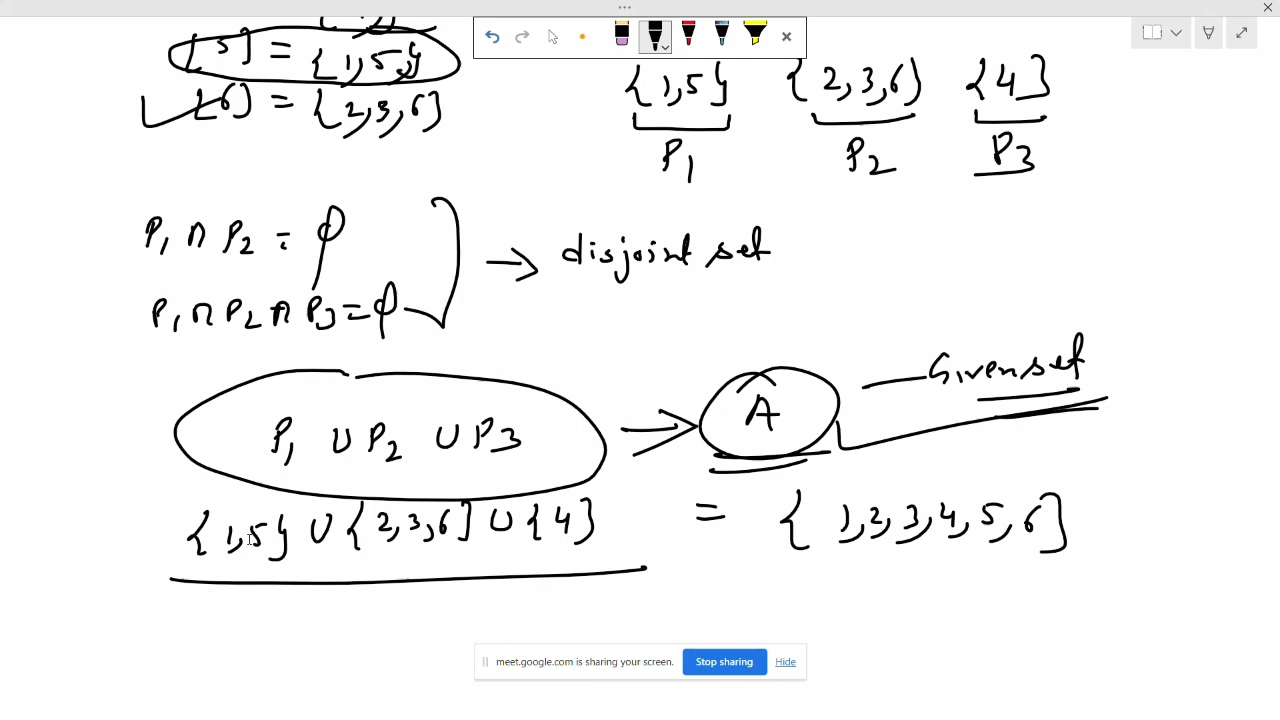 [5] = {1,5}
[6] = {2,3,6}
{1,5} {2,3,6} {4}
P1 P2 P3
P1 ∩ P2 = ϕ
P1 ∩ P2 ∩ P3 = ϕ
→ disjoint set
P1 ∪ P2 ∪ P3 → A — Given set
{1,5} ∪ {2,3,6} ∪ {4} = {1,2,3,4,5,6}
meet.google.com is sharing your screen. Stop sharing Hide